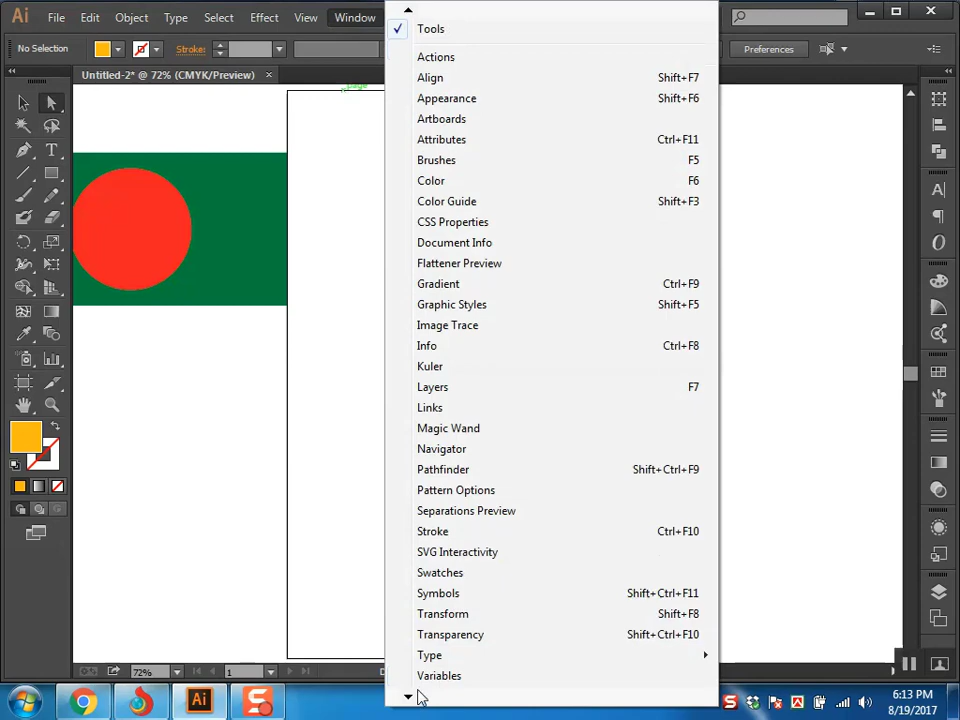 Ai File Edit Object Type Select Effect View Window
No Selection Stroke: Preferences
Untitled-2* @ 72% (CMYK/Preview)
page
Tools
Actions
Align Shift+F7
Appearance Shift+F6
Artboards
Attributes Ctrl+F11
Brushes F5
Color F6
Color Guide Shift+F3
CSS Properties
Document Info
Flattener Preview
Gradient Ctrl+F9
Graphic Styles Shift+F5
Image Trace
Info Ctrl+F8
Kuler
Layers F7
Links
Magic Wand
Navigator
Pathfinder Shift+Ctrl+F9
Pattern Options
Separations Preview
Stroke Ctrl+F10
SVG Interactivity
Swatches
Symbols Shift+Ctrl+F11
Transform Shift+F8
Transparency Shift+Ctrl+F10
Type
Variables
72% 1
Ai
6:13 PM
8/19/2017